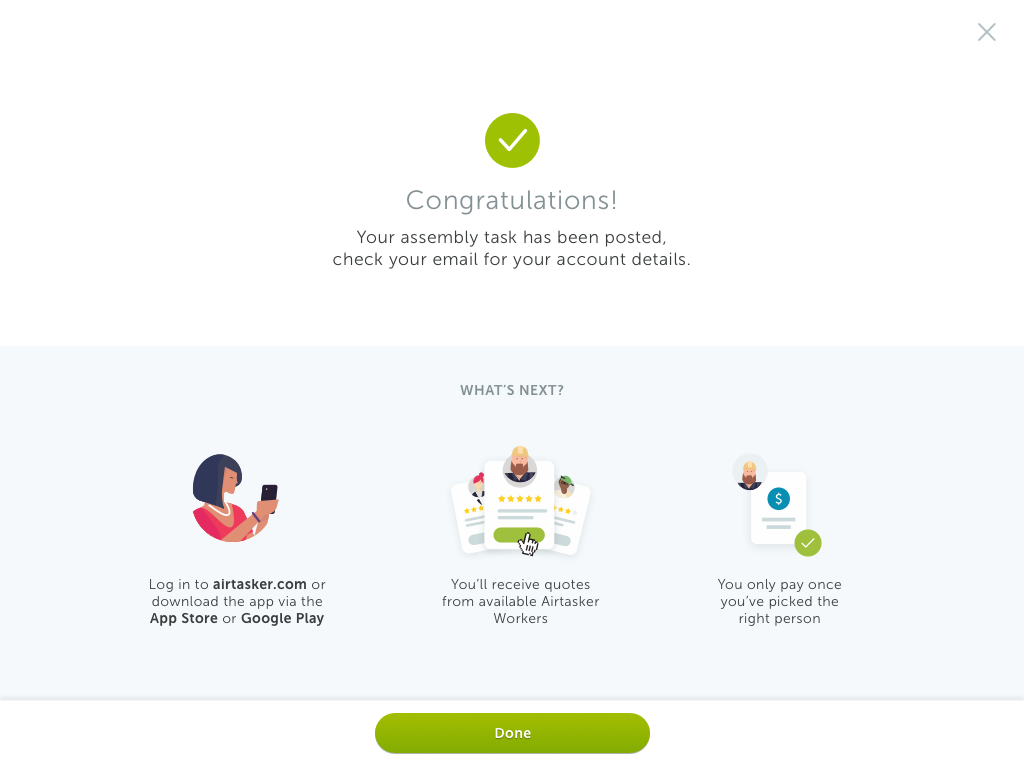 Congratulations!
Your assembly task has been posted,
check your email for your account details.
WHAT'S NEXT?
Log in to airtasker.com or
download the app via the
App Store or Google Play
$
You'll receive quotes
from available Airtasker
Workers
You only pay once
you've picked the
right person
Done